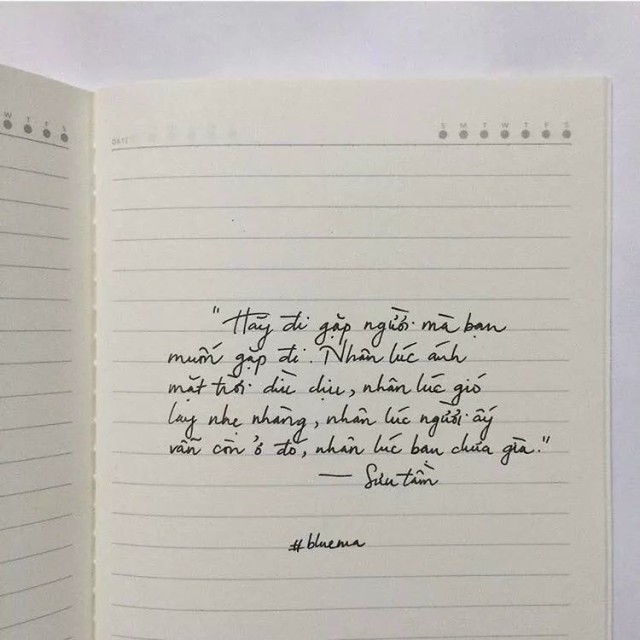 W T F S
DATE:
S M T W T F S
"Hãy đi gặp người mà bạn
muốn gặp đi. Nhân lúc ánh
mặt trời dìu dịu, nhân lúc gió
lay nhẹ nhàng, nhân lúc người ấy
vẫn còn ở đó, nhân lúc bạn chưa già."
— Sưu tầm
#bluema